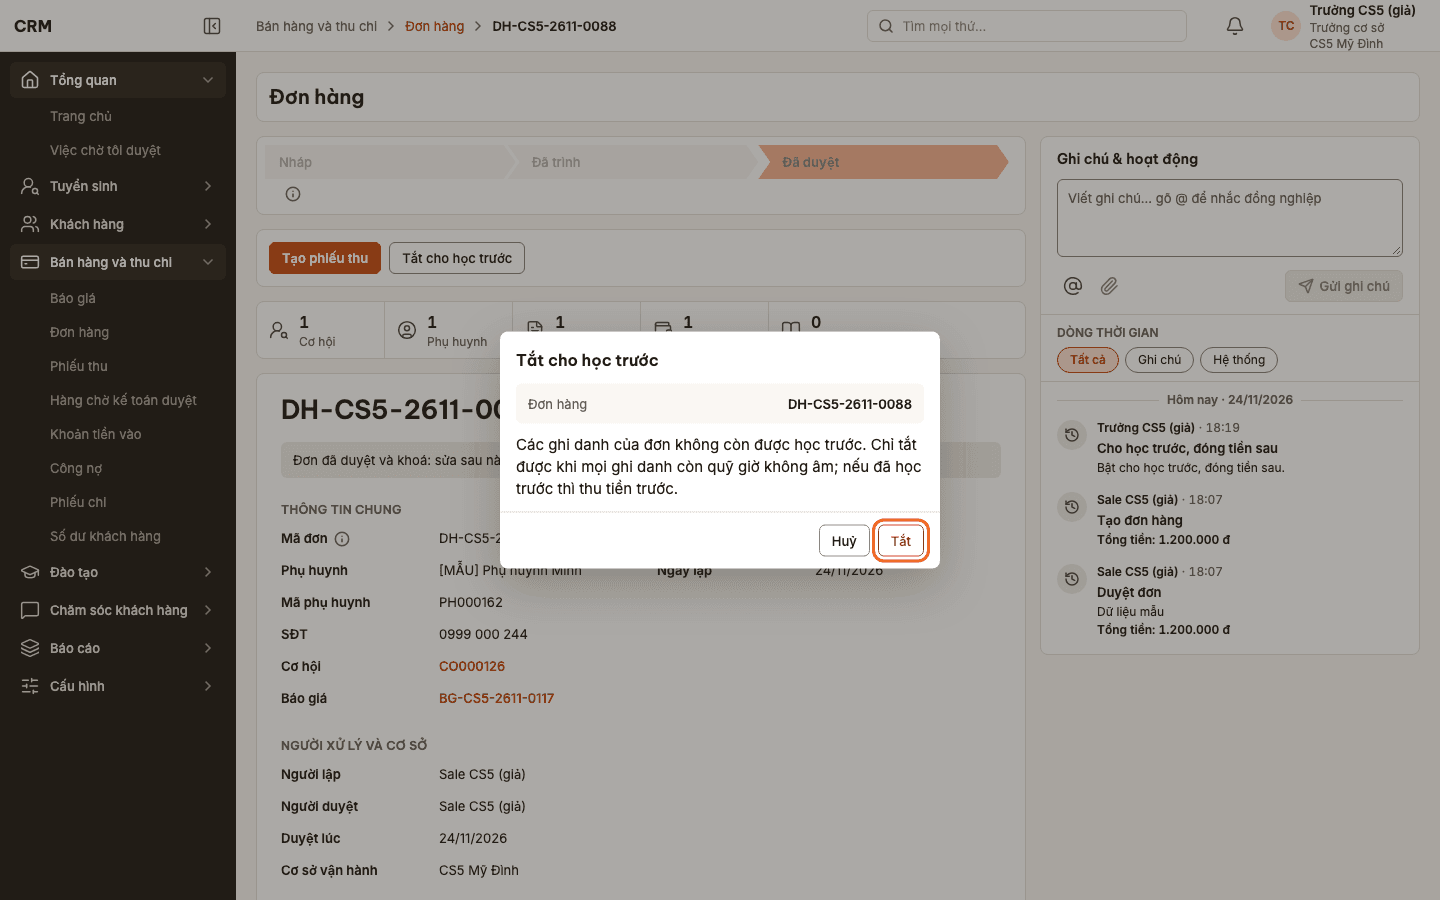 CRM
Bán hàng và thu chi
Đơn hàng
DH-CS5-2611-0088
Tìm mọi thứ...
TC
Trưởng CS5 (giả)
Trưởng cơ sở
CS5 Mỹ Đình
Tổng quan
Trang chủ
Việc chờ tôi duyệt
Tuyển sinh
Khách hàng
Bán hàng và thu chi
Báo giá
Đơn hàng
Phiếu thu
Hàng chờ kế toán duyệt
Khoản tiền vào
Công nợ
Phiếu chi
Số dư khách hàng
Đào tạo
Chăm sóc khách hàng
Báo cáo
Cấu hình
Đơn hàng
Nháp
Đã trình
Đã duyệt
Tạo phiếu thu
Tắt cho học trước
1
Cơ hội
1
Phụ huynh
1
1
0
DH-CS5-2611-00
Đơn đã duyệt và khoá: sửa sau nà
THÔNG TIN CHUNG
Mã đơn
DH-CS5-2
Phụ huynh
[MẪU] Phụ huynh Minh
Ngày lập
24/11/2026
Mã phụ huynh
PH000162
SĐT
0999 000 244
Cơ hội
CO000126
Báo giá
BG-CS5-2611-0117
NGƯỜI XỬ LÝ VÀ CƠ SỞ
Người lập
Sale CS5 (giả)
Người duyệt
Sale CS5 (giả)
Duyệt lúc
24/11/2026
Cơ sở vận hành
CS5 Mỹ Đình
Tắt cho học trước
Đơn hàng
DH-CS5-2611-0088
Các ghi danh của đơn không còn được học trước. Chỉ tắt
được khi mọi ghi danh còn quỹ giờ không âm; nếu đã học
trước thì thu tiền trước.
Huỷ
Tắt
Ghi chú & hoạt động
Viết ghi chú... gõ @ để nhắc đồng nghiệp
Gửi ghi chú
DÒNG THỜI GIAN
Tất cả
Ghi chú
Hệ thống
Hôm nay · 24/11/2026
Trưởng CS5 (giả) · 18:19
Cho học trước, đóng tiền sau
Bật cho học trước, đóng tiền sau.
Sale CS5 (giả) · 18:07
Tạo đơn hàng
Tổng tiền: 1.200.000 đ
Sale CS5 (giả) · 18:07
Duyệt đơn
Dữ liệu mẫu
Tổng tiền: 1.200.000 đ